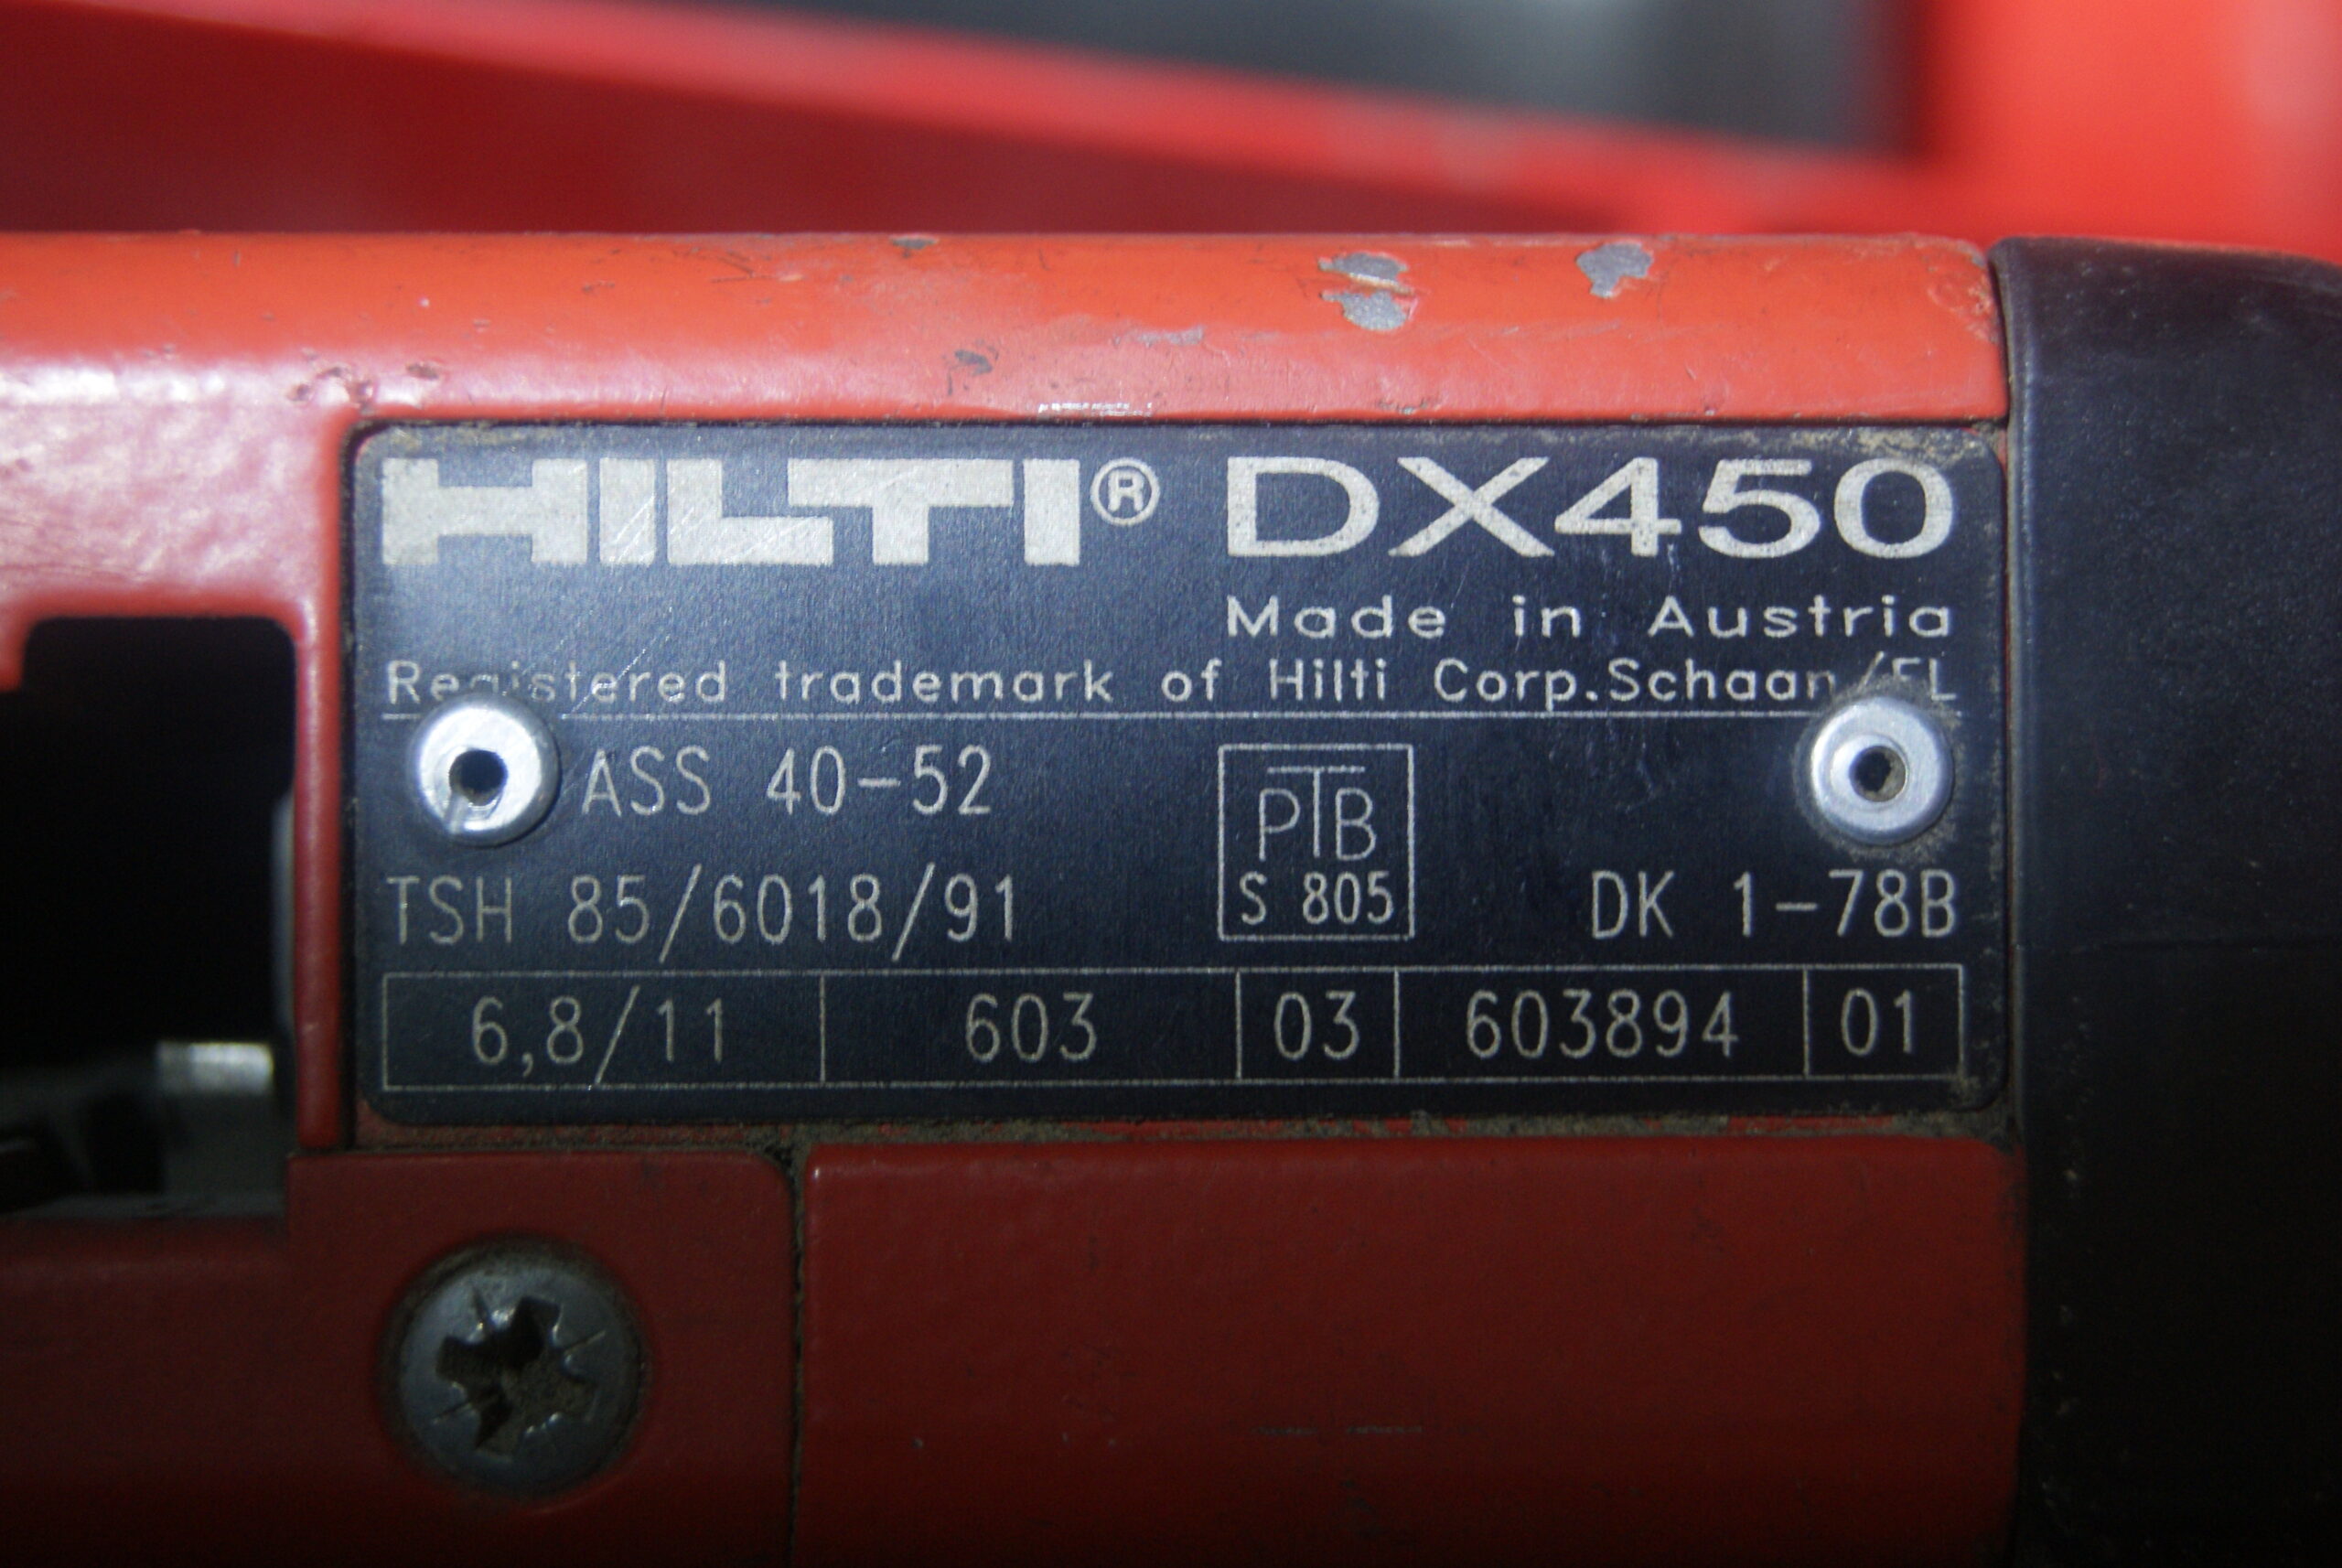 HILTI® DX450
Made in Austria
Registered trademark of Hilti Corp.Schaan/FL
ASS 40-52
PTB
TSH 85/6018/91
S 805
DK 1-78B
6,8/11 603 03 603894 01